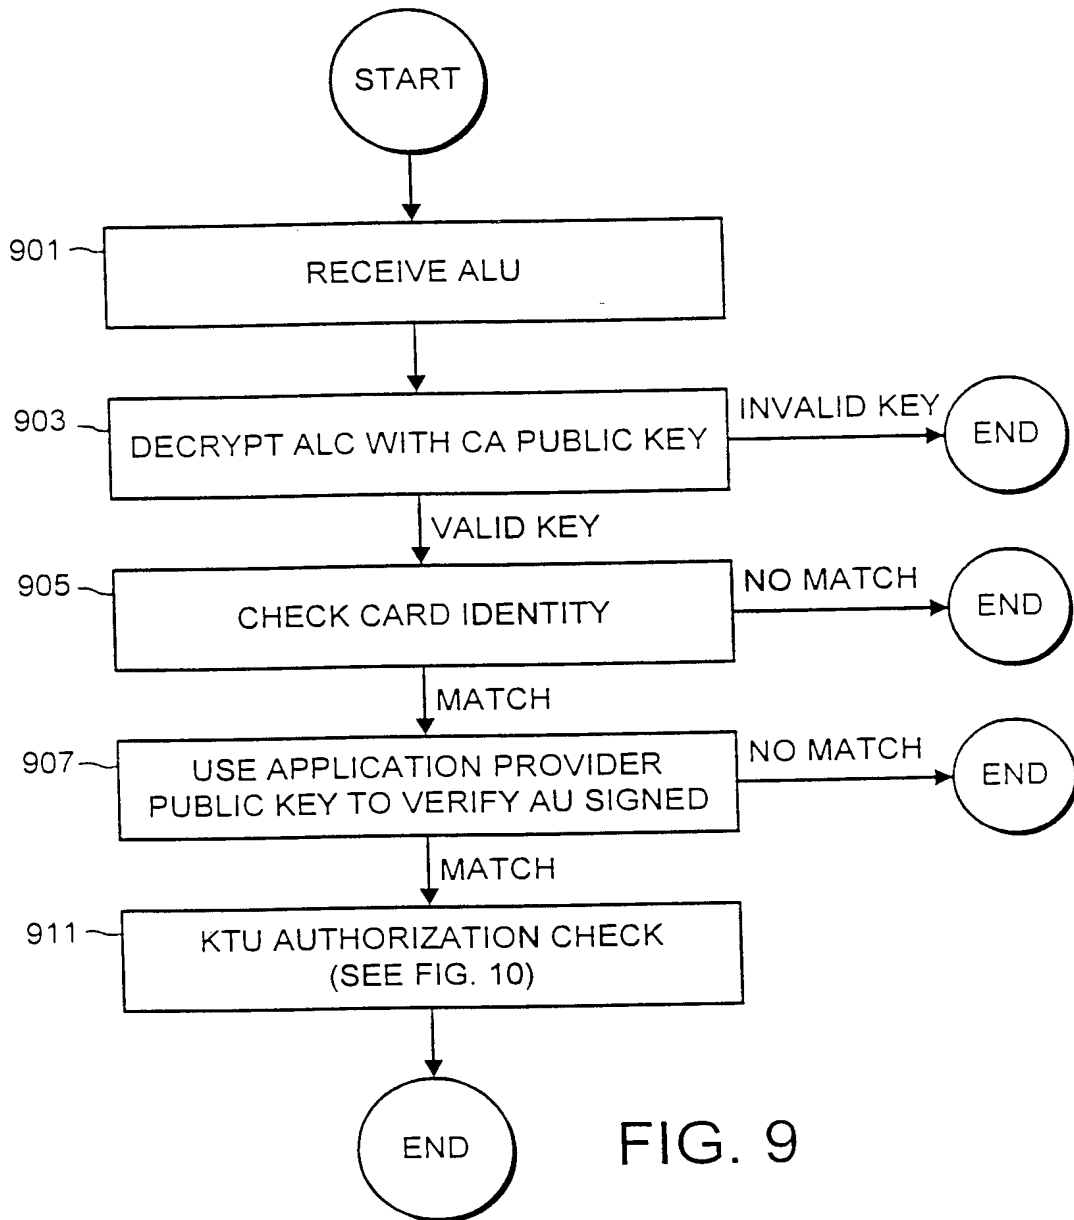 START
901
RECEIVE ALU
903
DECRYPT ALC WITH CA PUBLIC KEY
INVALID KEY
END
VALID KEY
905
CHECK CARD IDENTITY
NO MATCH
END
MATCH
907
USE APPLICATION PROVIDER
PUBLIC KEY TO VERIFY AU SIGNED
NO MATCH
END
MATCH
911
KTU AUTHORIZATION CHECK
(SEE FIG. 10)
END
FIG. 9